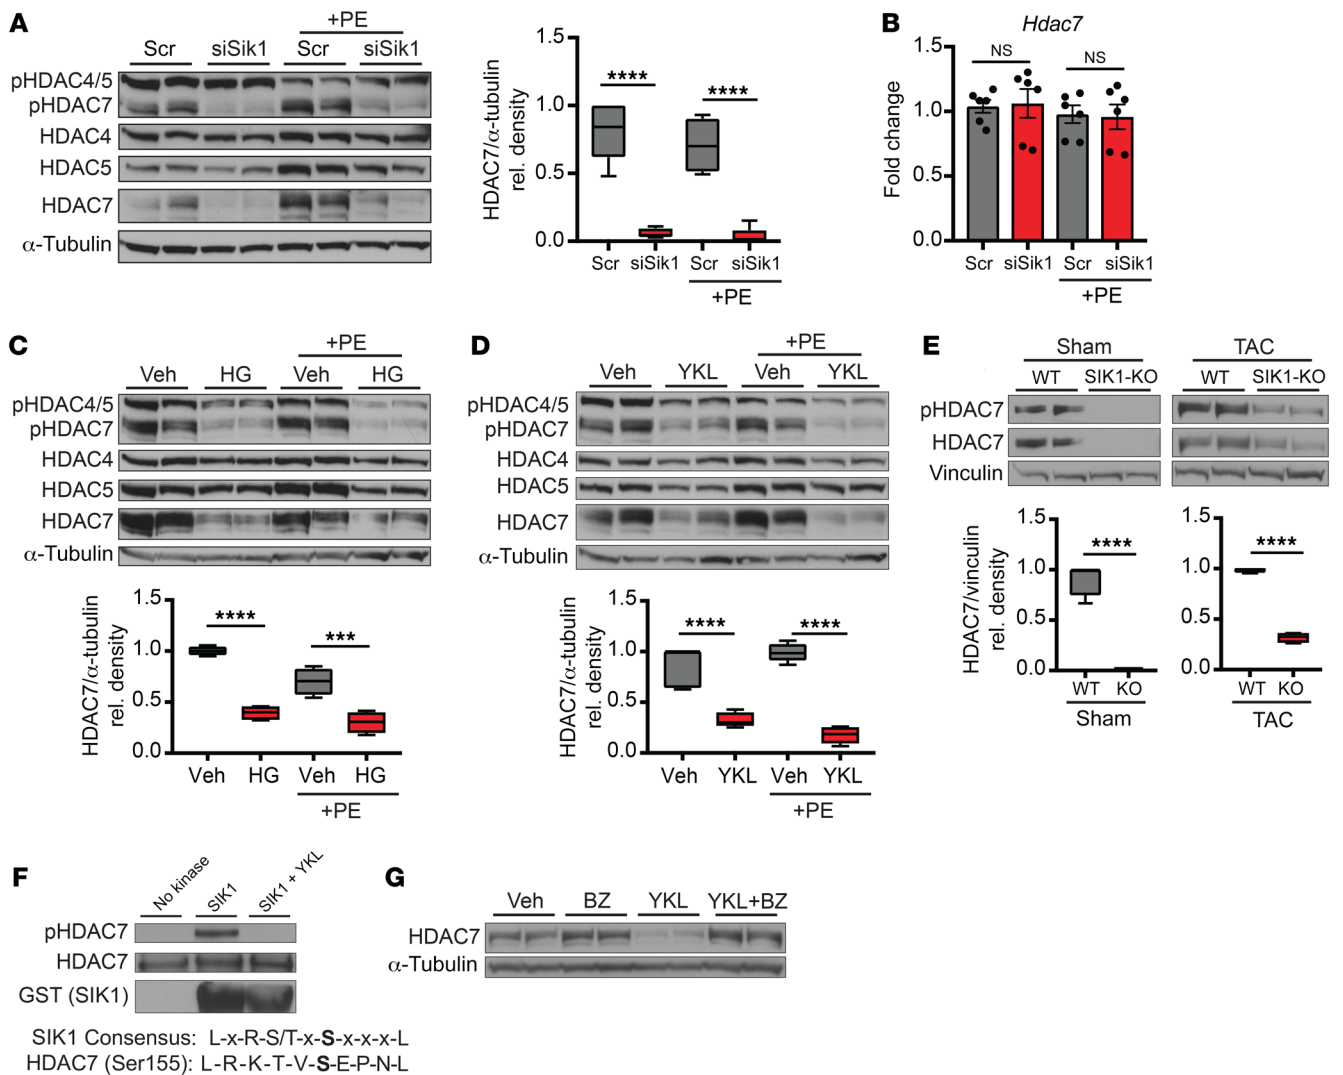 A
+PE
Scr siSik1 Scr siSik1
pHDAC4/5
pHDAC7
HDAC4
HDAC5
HDAC7
α-Tubulin
HDAC7/α-tubulin
rel. density
1.5
1.0
0.5
0.0
**** ****
Scr siSik1 Scr siSik1
+PE
B
Hdac7
Fold change
1.5
1.0
0.5
0.0
NS NS
Scr siSik1 Scr siSik1
+PE
C
+PE
Veh HG Veh HG
pHDAC4/5
pHDAC7
HDAC4
HDAC5
HDAC7
α-Tubulin
HDAC7/α-tubulin
rel. density
1.5
1.0
0.5
0.0
**** ***
Veh HG Veh HG
+PE
D
+PE
Veh YKL Veh YKL
pHDAC4/5
pHDAC7
HDAC4
HDAC5
HDAC7
α-Tubulin
HDAC7/α-tubulin
rel. density
1.5
1.0
0.5
0.0
**** ****
Veh YKL Veh YKL
+PE
E
Sham TAC
WT SIK1-KO WT SIK1-KO
pHDAC7
HDAC7
Vinculin
HDAC7/vinculin
rel. density
1.5
1.0
0.5
0.0
****
WT KO
Sham
1.5
1.0
0.5
0.0
****
WT KO
TAC
F
No kinase SIK1 SIK1 + YKL
pHDAC7
HDAC7
GST (SIK1)
SIK1 Consensus: L-x-R-S/T-x-S-x-x-x-L
HDAC7 (Ser155): L-R-K-T-V-S-E-P-N-L
G
Veh BZ YKL YKL+BZ
HDAC7
α-Tubulin